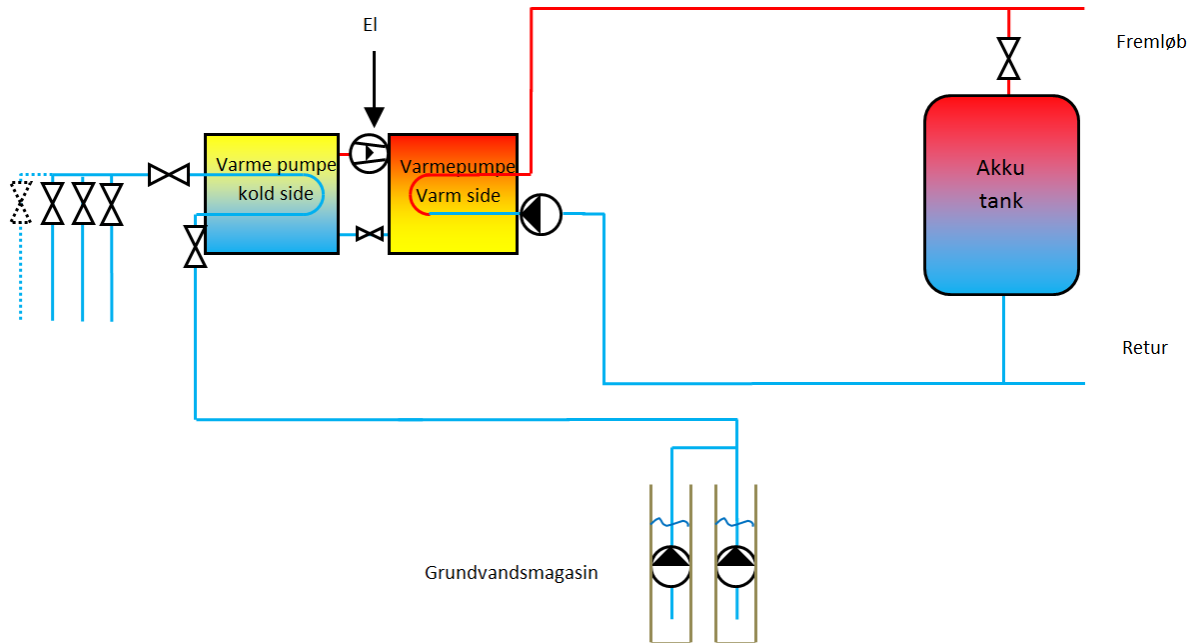 El
Fremløb
Varme pumpe
kold side
Varmepumpe
Varm side
Akku
tank
Retur
Grundvandsmagasin